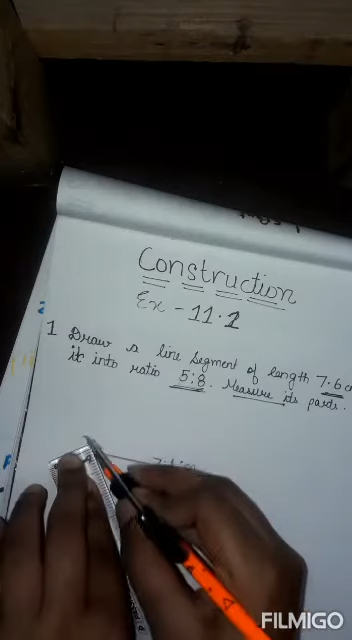 Construction
Ex - 11.1
1 Draw a line segment of length 7.6 c
it into ratio 5:8. Measure its parts.
FILMIGO